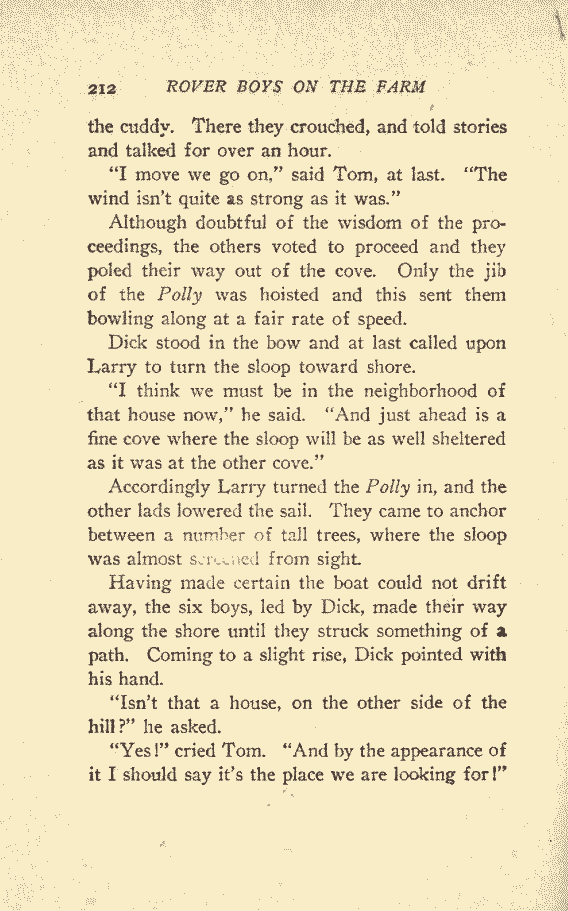 212 ROVER BOYS ON THE FARM
the cuddy. There they crouched, and told stories
and talked for over an hour.
"I move we go on," said Tom, at last. "The
wind isn't quite as strong as it was."
Although doubtful of the wisdom of the pro-
ceedings, the others voted to proceed and they
poled their way out of the cove. Only the jib
of the Polly was hoisted and this sent them
bowling along at a fair rate of speed.
Dick stood in the bow and at last called upon
Larry to turn the sloop toward shore.
"I think we must be in the neighborhood of
that house now," he said. "And just ahead is a
fine cove where the sloop will be as well sheltered
as it was at the other cove."
Accordingly Larry turned the Polly in, and the
other lads lowered the sail. They came to anchor
between a number of tall trees, where the sloop
was almost screened from sight.
Having made certain the boat could not drift
away, the six boys, led by Dick, made their way
along the shore until they struck something of a
path. Coming to a slight rise, Dick pointed with
his hand.
"Isn't that a house, on the other side of the
hill?" he asked.
"Yes!" cried Tom. "And by the appearance of
it I should say it's the place we are looking for!"